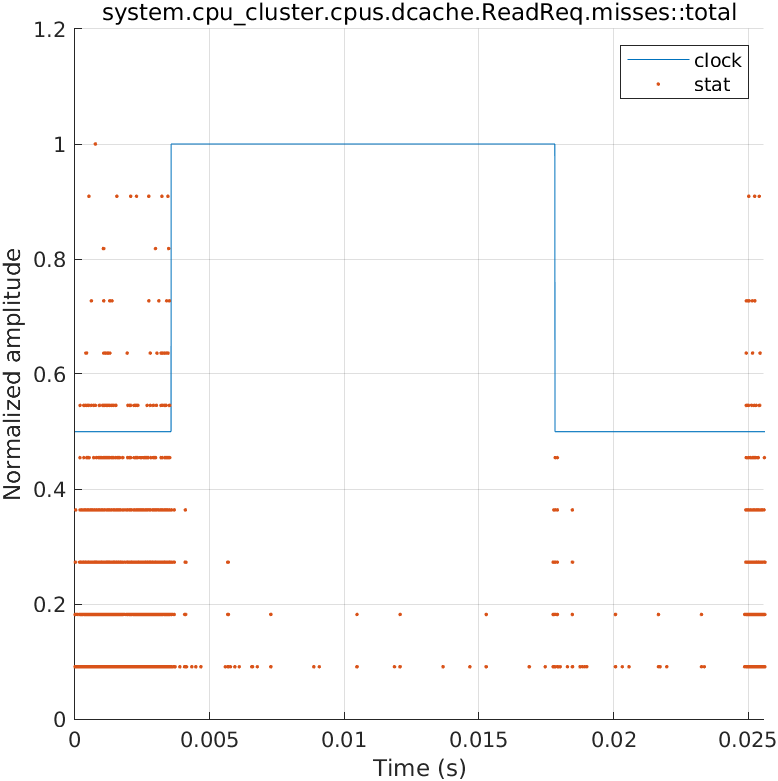 system.cpu_cluster.cpus.dcache.ReadReq.misses::total
1.2
clock
stat
1
0.8
0.6
0.4
0.2
0
Normalized amplitude
0 0.005 0.01 0.015 0.02 0.025
Time (s)